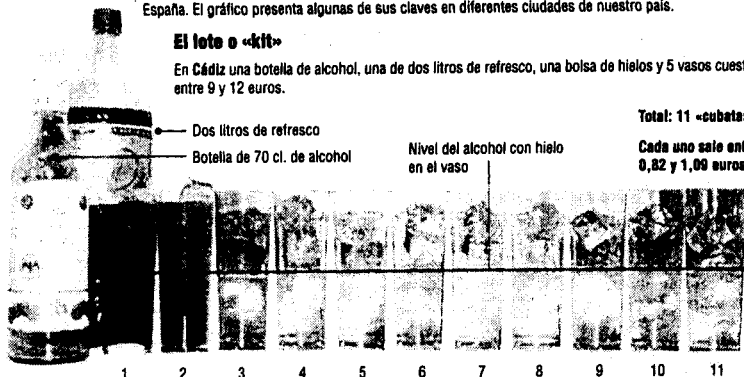 España. El gráfico presenta algunas de sus claves en diferentes ciudades de nuestro país.
El lote o «kit»
En Cádiz una botella de alcohol, una de dos litros de refresco, una bolsa de hielos y 5 vasos cuest
entre 9 y 12 euros.
Total: 11 «cubata
Dos litros de refresco
Nivel del alcohol con hielo
en el vaso
Cada uno sale ent
0,82 y 1,09 euros
Botella de 70 cl. de alcohol
1 2 3 4 5 6 7 8 9 10 11